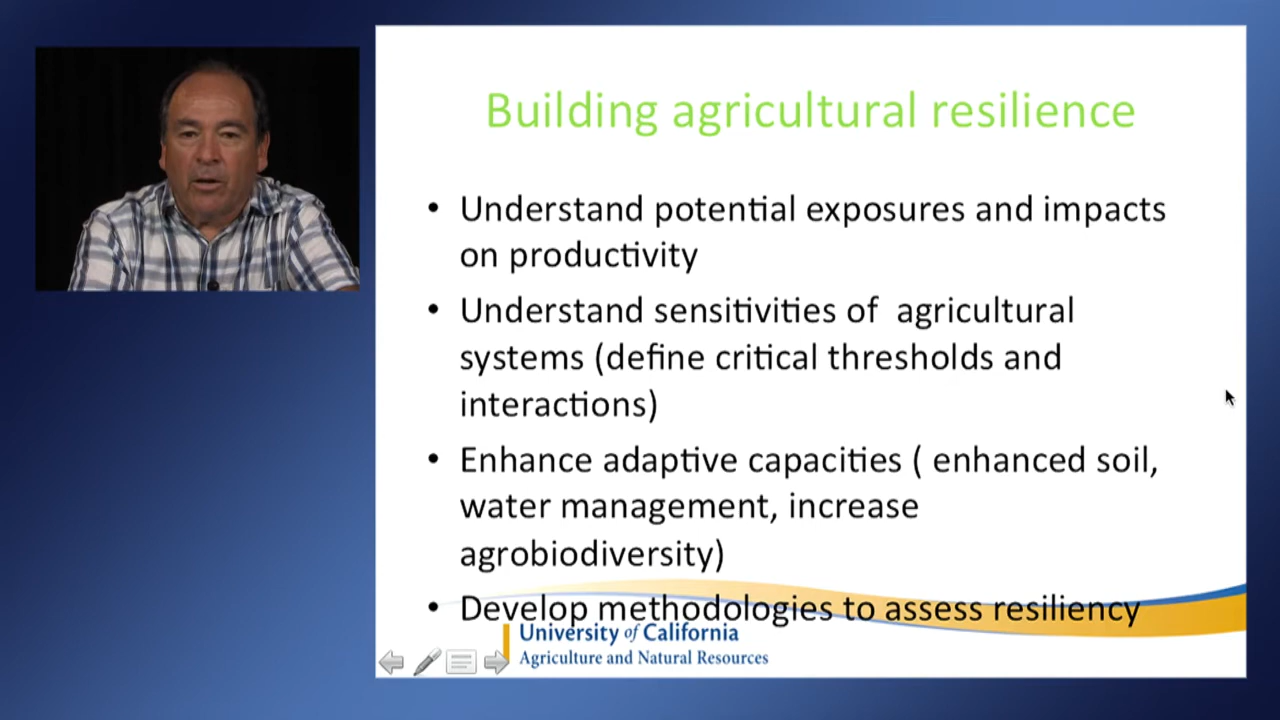 Building agricultural resilience
• Understand potential exposures and impacts
on productivity
• Understand sensitivities of agricultural
systems (define critical thresholds and
interactions)
• Enhance adaptive capacities ( enhanced soil,
water management, increase
agrobiodiversity)
• Develop methodologies to assess resiliency
University of California
Agriculture and Natural Resources